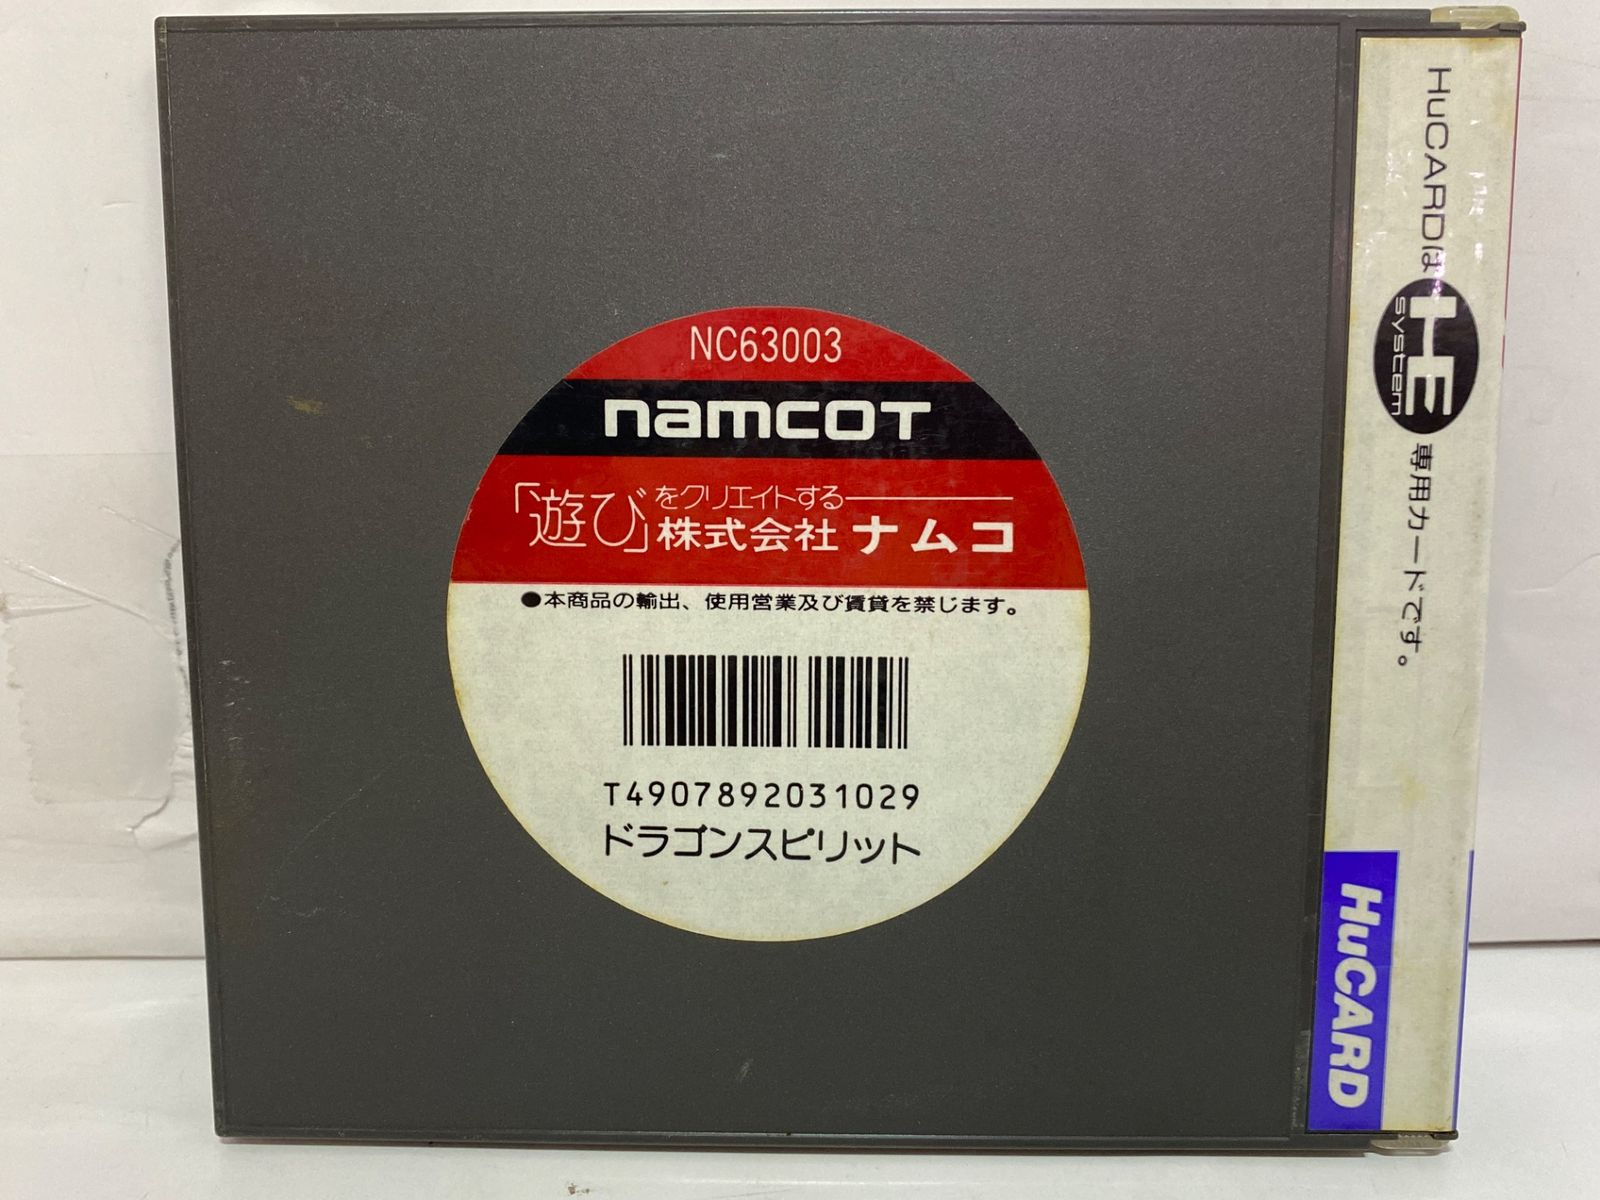 NC63003
namcot
「遊び」をクリエイトする
株式会社 ナムコ
●本商品の輸出、使用営業及び賃貸を禁じます。
T4907892031029
ドラゴンスピリット
HuCARDは HE system 専用カードです。
HuCARD